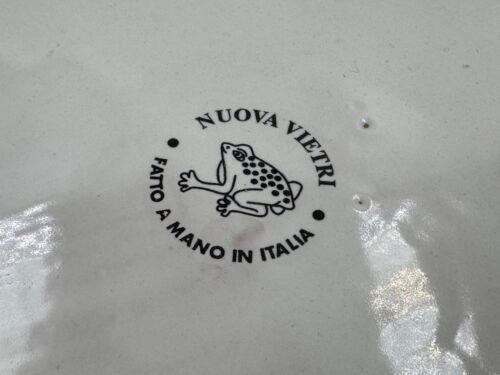 NUOVA VIETRI
FATTO A MANO IN ITALIA